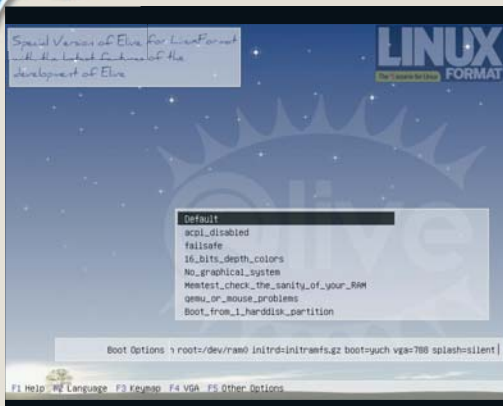 Special Version of Elive for LinuxFormat
with the latest features of the
development of Elive
LINUX
FORMAT
elive
Default
acpi_disabled
failsafe
16_bits_depth_colors
No_graphical_system
Memtest_check_the_sanity_of_your_RAM
qemu_or_mouse_problems
Boot_from_1_harddisk_partition
Boot Options n root=/dev/ram0 initrd=initramfs.gz boot=yuch vga=788 splash=silent
F1 Help F2 Language F3 Keymap F4 VGA F5 Other Options